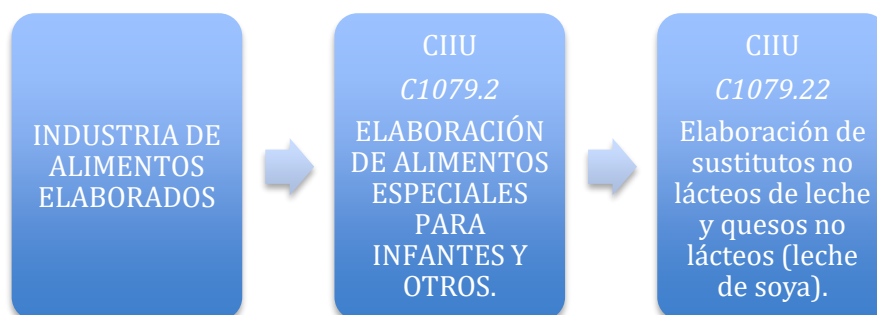 INDUSTRIA DE
ALIMENTOS
ELABORADOS
CIIU
C1079.2
ELABORACIÓN
DE ALIMENTOS
ESPECIALES
PARA
INFANTES Y
OTROS.
CIIU
C1079.22
Elaboración de
sustitutos no
lácteos de leche
y quesos no
lácteos (leche
de soya).